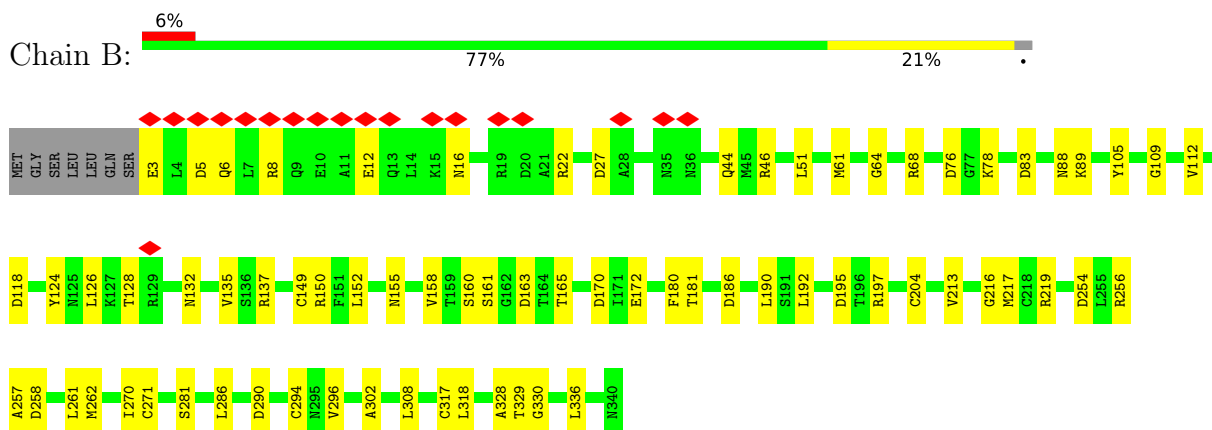 6%
Chain B:
77% 21% •
MET GLY SER LEU LEU GLN SER E3 L4 D5 Q6 L7 R8 Q9 E10 A11 E12 Q13 L14 K15 N16 R19 D20 A21 R22 D27 A28 N35 N36 Q44 M45 R46 L51 M61 G64 R68 D76 G77 K78 D83 N88 K89 Y105 G109 V112
D118 Y124 N125 L126 K127 T128 R129 N132 V135 S136 R137 C149 R150 F151 L152 N155 V158 T159 S160 S161 G162 D163 T164 T165 D170 I171 E172 F180 T181 D186 L190 S191 L192 D195 T196 R197 C204 V213 G216 M217 C218 R219 D254 L255 R256
A257 D258 L261 M262 I270 C271 S281 L286 D290 C294 N295 V296 A302 L308 C317 L318 A328 T329 G330 L336 N340